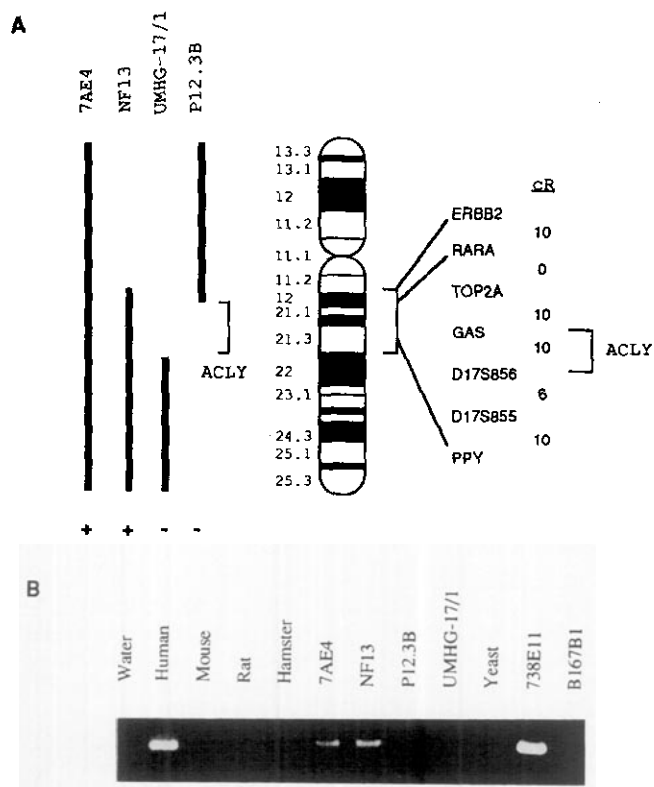 A
7AE4
NF13
UMHG-17/1
P12.3B
13.3
13.1
12
11.2
11.1
11.2
12
21.1
21.3
22
23.1
24.3
25.1
25.3
ACLY
cR
ERBB2
10
RARA
0
TOP2A
10
GAS
10
ACLY
D17S856
6
D17S855
10
PPY
+ + - -
B
Water
Human
Mouse
Rat
Hamster
7AE4
NF13
P12.3B
UMHG-17/1
Yeast
738E11
B167B1